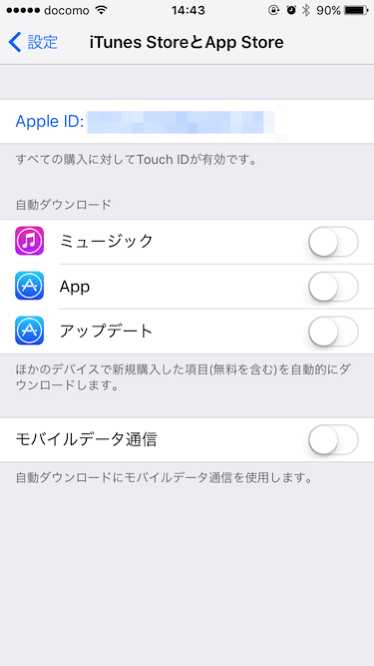 docomo 14:43 90%
設定 iTunes StoreとApp Store
Apple ID:
すべての購入に対してTouch IDが有効です。
自動ダウンロード
ミュージック
App
アップデート
ほかのデバイスで新規購入した項目(無料を含む)を自動的にダ
ウンロードします。
モバイルデータ通信
自動ダウンロードにモバイルデータ通信を使用します。